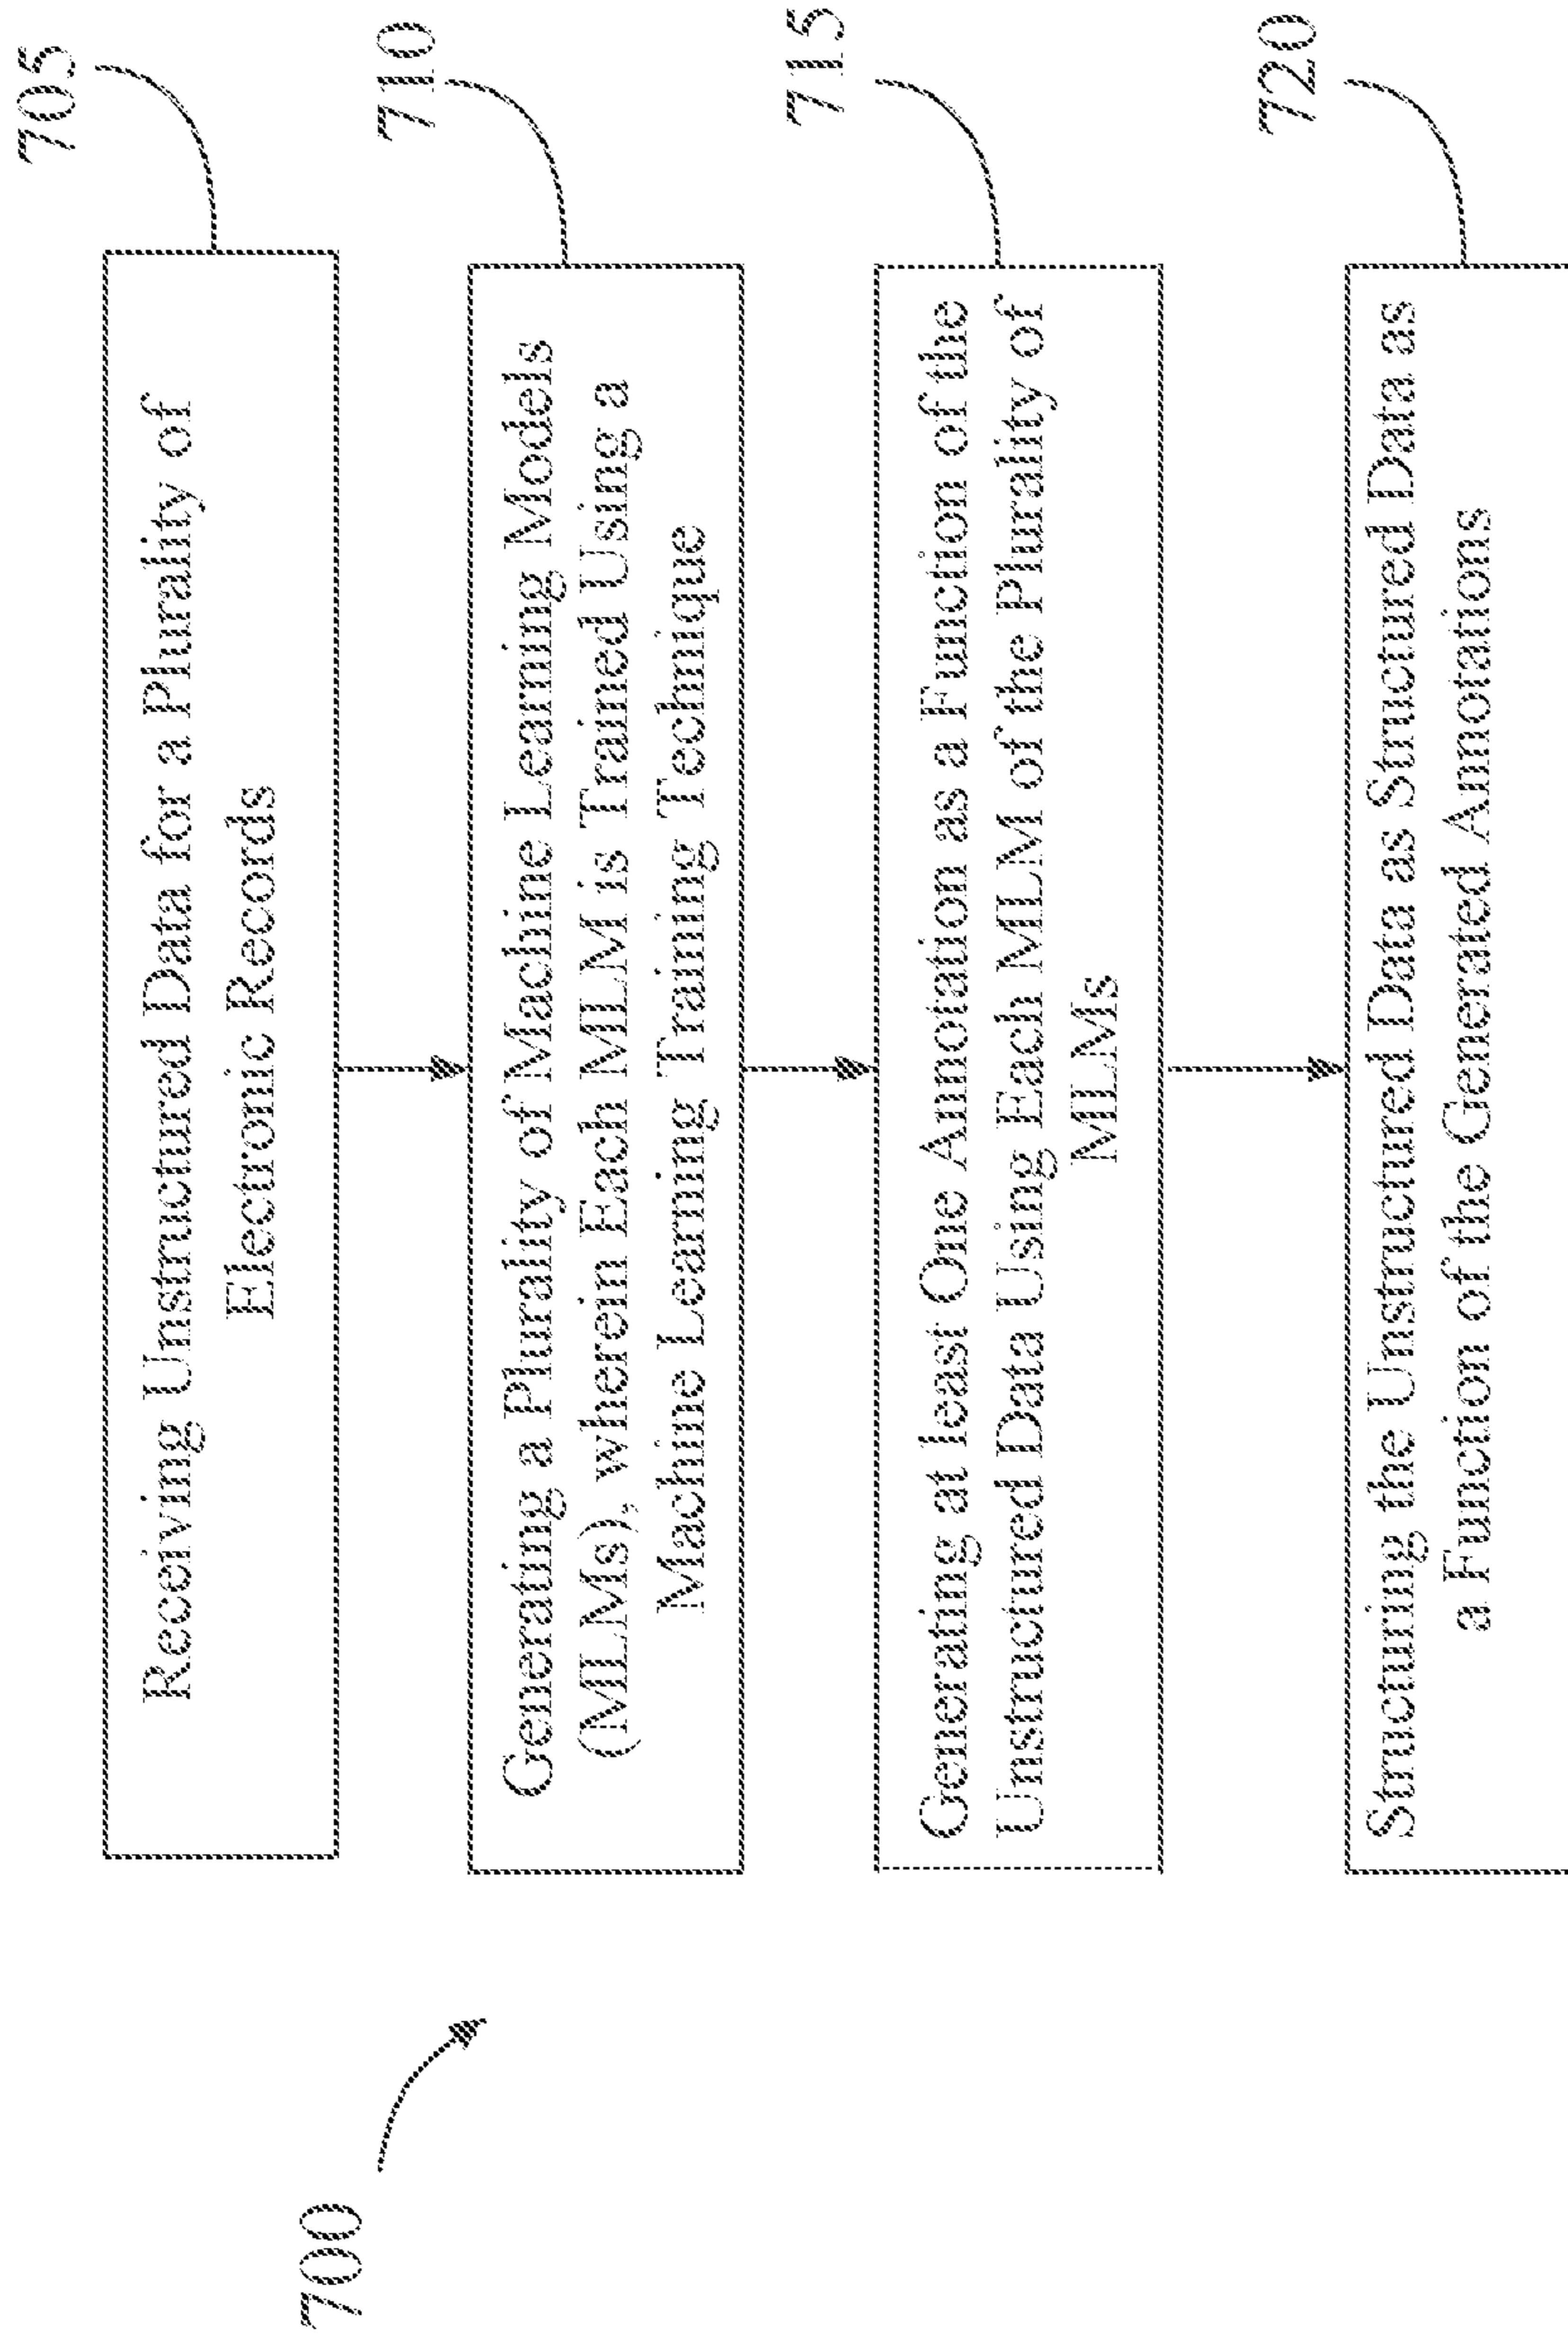 700
705
Receiving Unstructured Data for a Plurality of
Electronic Records
710
Generating a Plurality of Machine Learning Models
(MLMs), wherein Each MLM is Trained Using a
Machine Learning Training Technique
715
Generating at least One Annotation as a Function of the
Unstructured Data Using Each MLM of the Plurality of
MLMs
720
Structuring the Unstructured Data as Structured Data as
a Function of the Generated Annotations